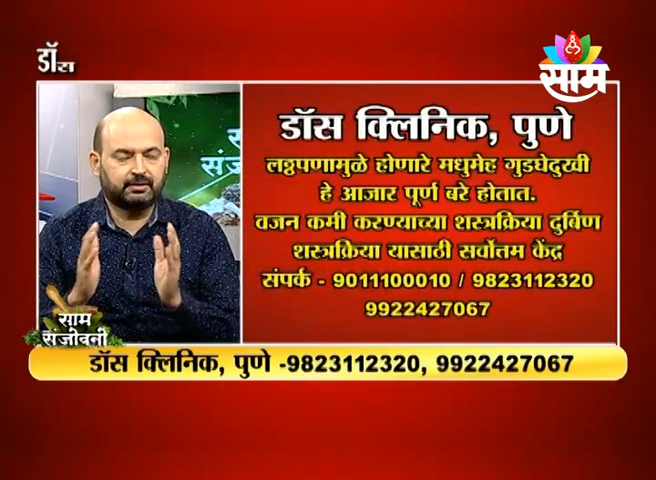 डॉस
साम
डॉस क्लिनिक, पुणे
लठ्ठपणामुळे होणारे मधुमेह गुडघेदुखी
हे आजार पूर्ण बरे होतात.
वजन कमी करण्याच्या शस्त्रक्रिया दुर्बिण
शस्त्रक्रिया यासाठी सर्वोत्तम केंद्र
संपर्क - 9011100010 / 9823112320
9922427067
साम
संजीवनी
डॉस क्लिनिक, पुणे -9823112320, 9922427067